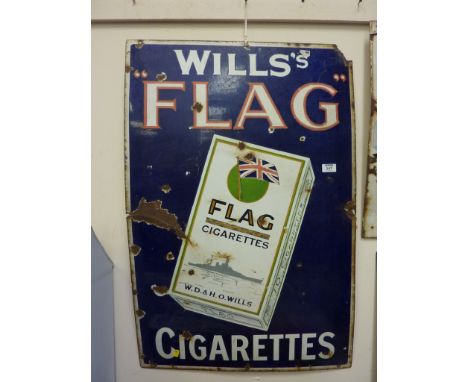 WILLS'S
"FLAG"
FLAG
CIGARETTES
W.D.& H.O.WILLS
CIGARETTES